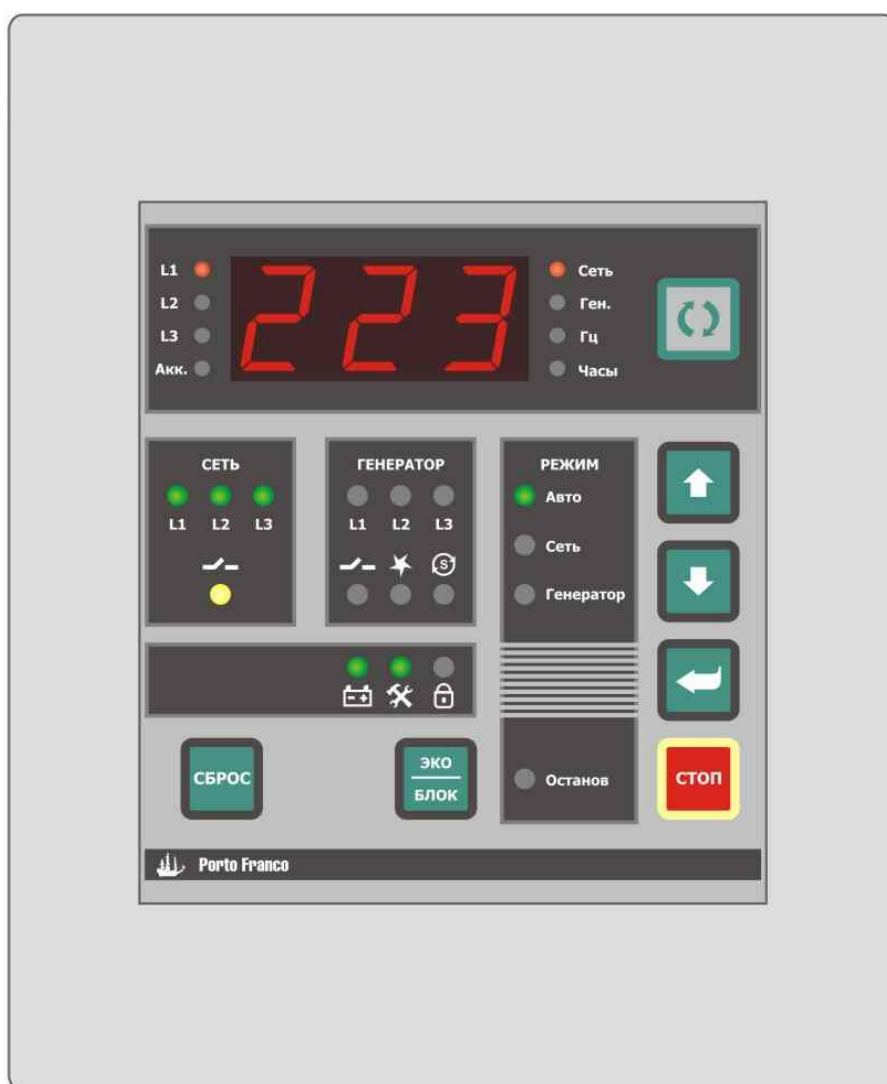 L1
L2
L3
Акк.
223
Сеть
Ген.
Гц
Часы
СЕТЬ
L1 L2 L3
ГЕНЕРАТОР
L1 L2 L3
S
РЕЖИМ
Авто
Сеть
Генератор
Останов
СБРОС
ЭКО
БЛОК
СТОП
Porto Franco